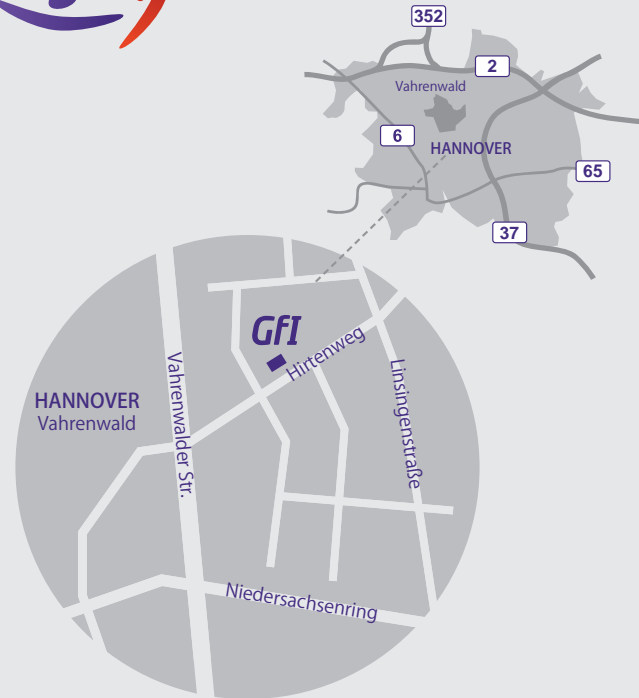 352
2
Vahrenwald
6
HANNOVER
65
37
GfI
Hirtenweg
Vahrenwalder Str.
HANNOVER
Vahrenwald
Linsingenstraße
Niedersachsenring